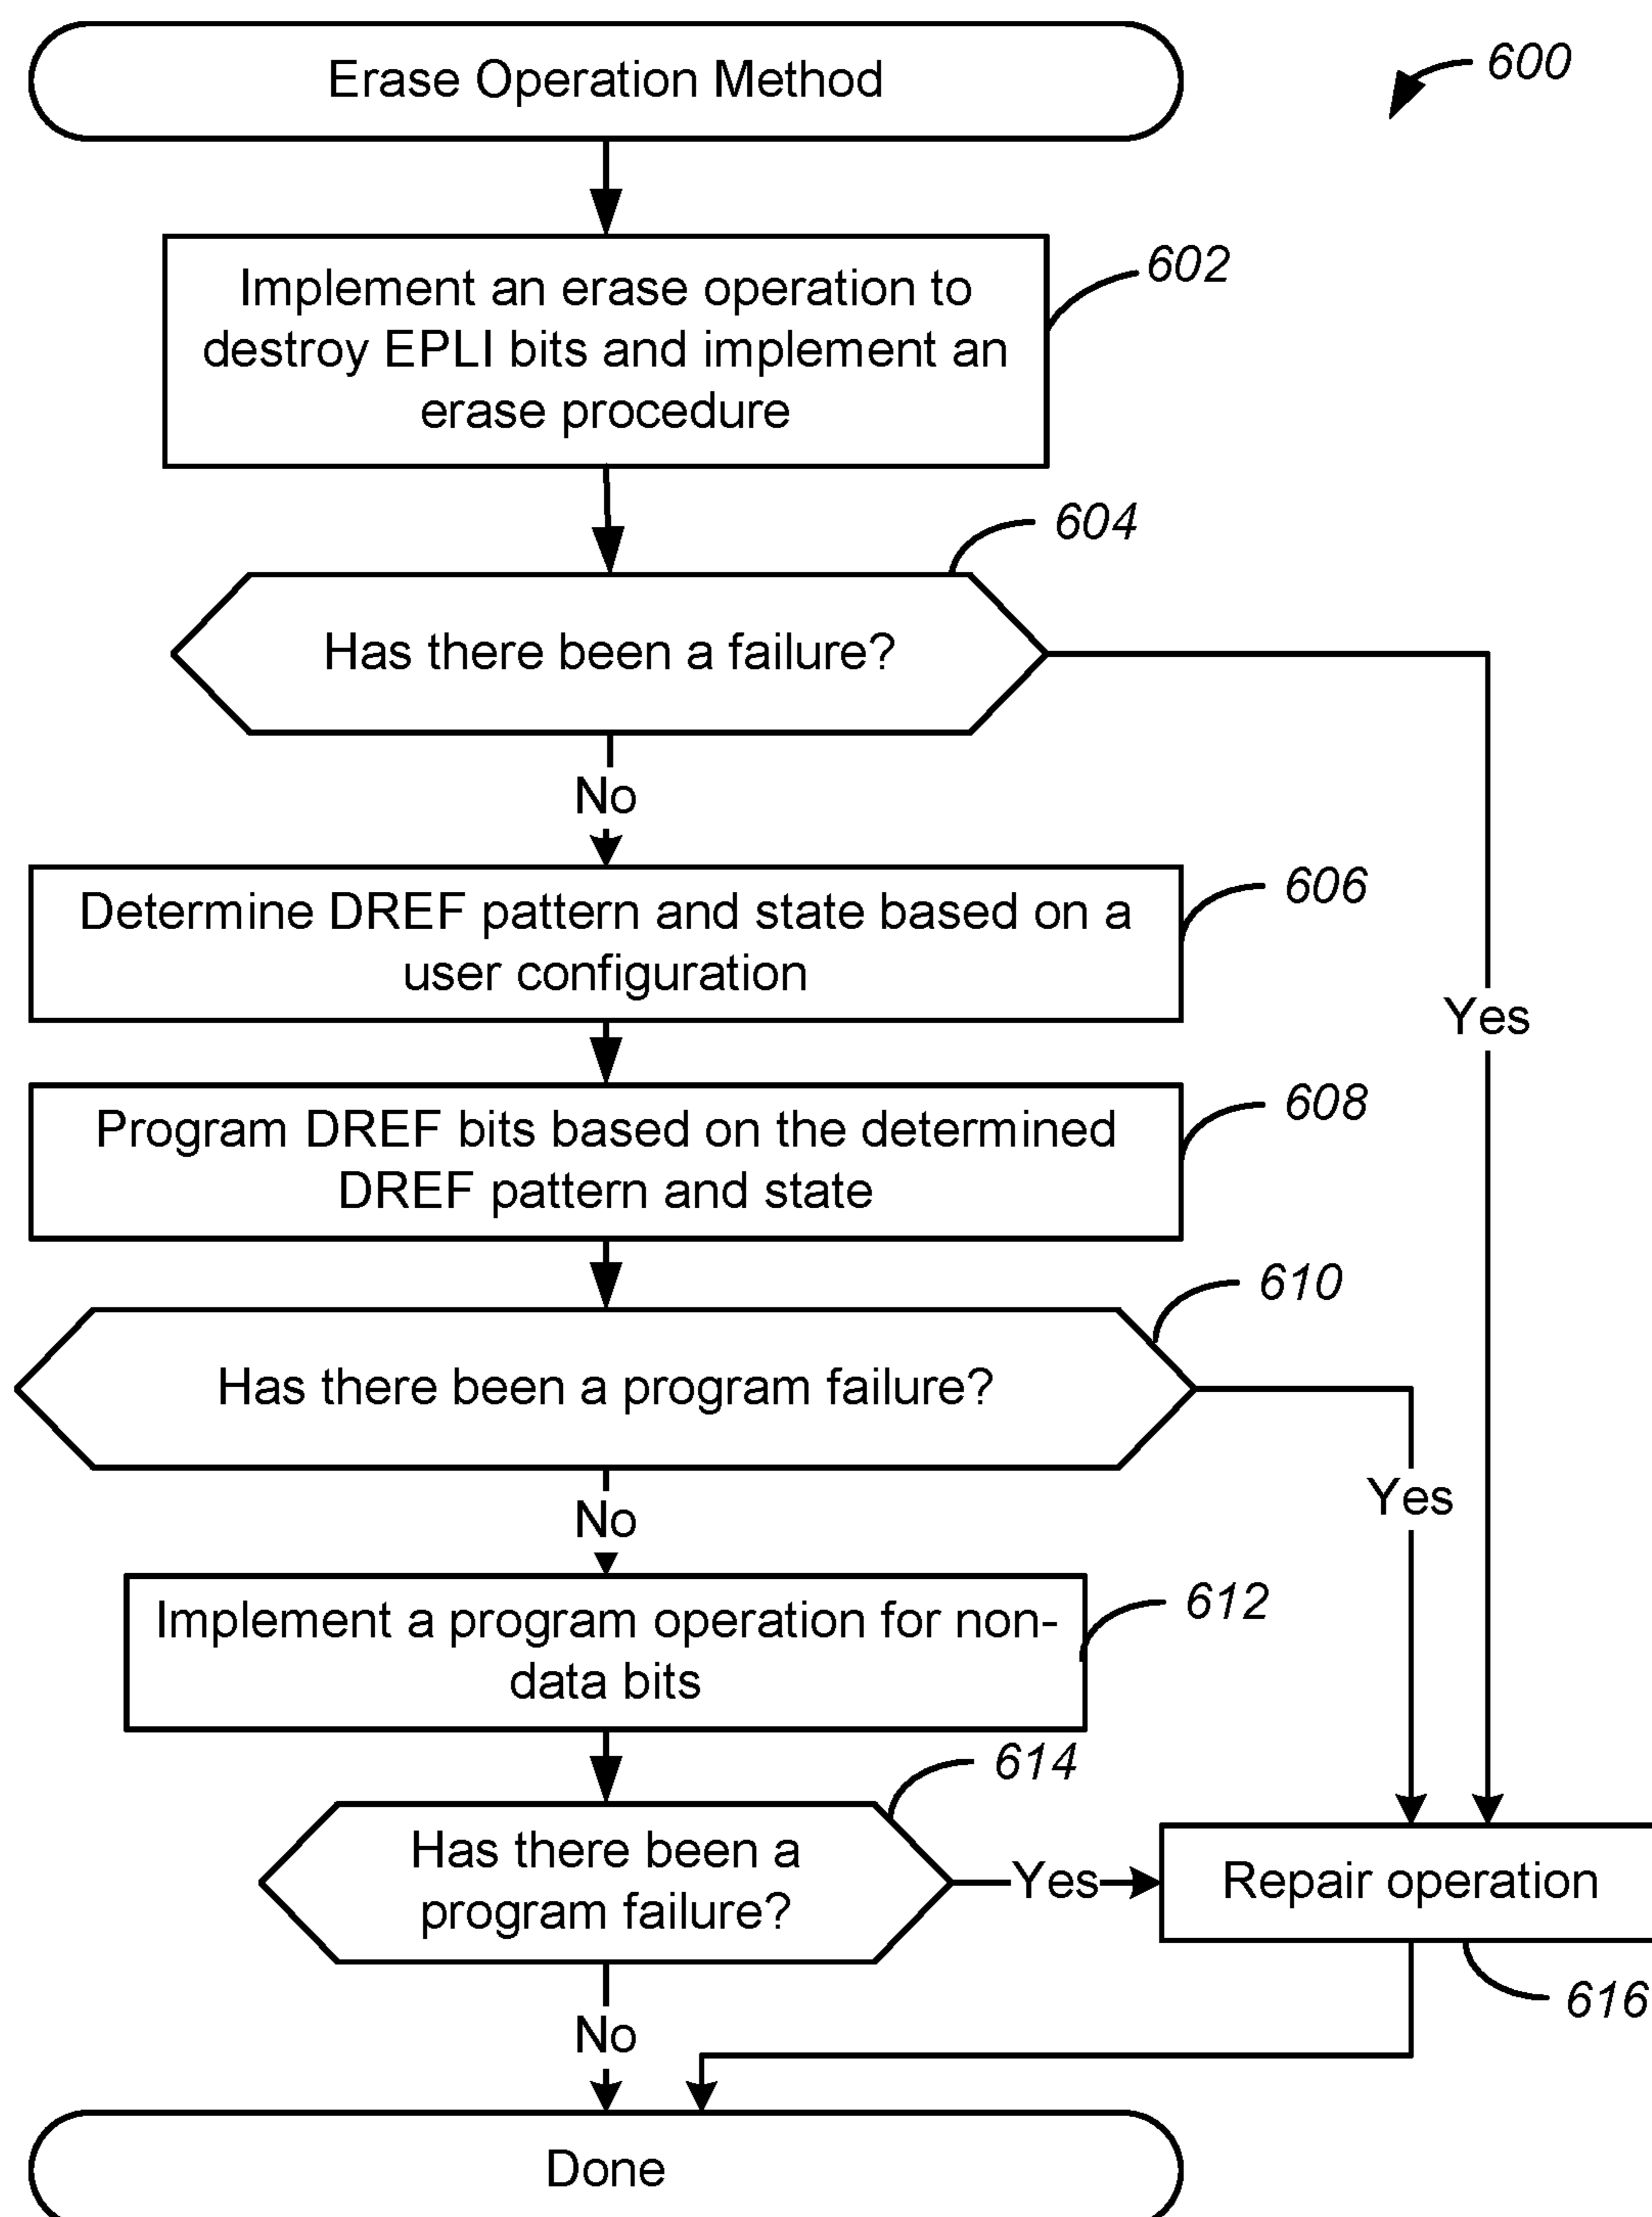 Erase Operation Method
600
Implement an erase operation to
destroy EPLI bits and implement an
erase procedure
602
604
Has there been a failure?
No
Yes
Determine DREF pattern and state based on a
user configuration
606
Program DREF bits based on the determined
DREF pattern and state
608
610
Has there been a program failure?
No
Yes
Implement a program operation for non-
data bits
612
614
Has there been a
program failure?
Yes
Repair operation
616
No
Done